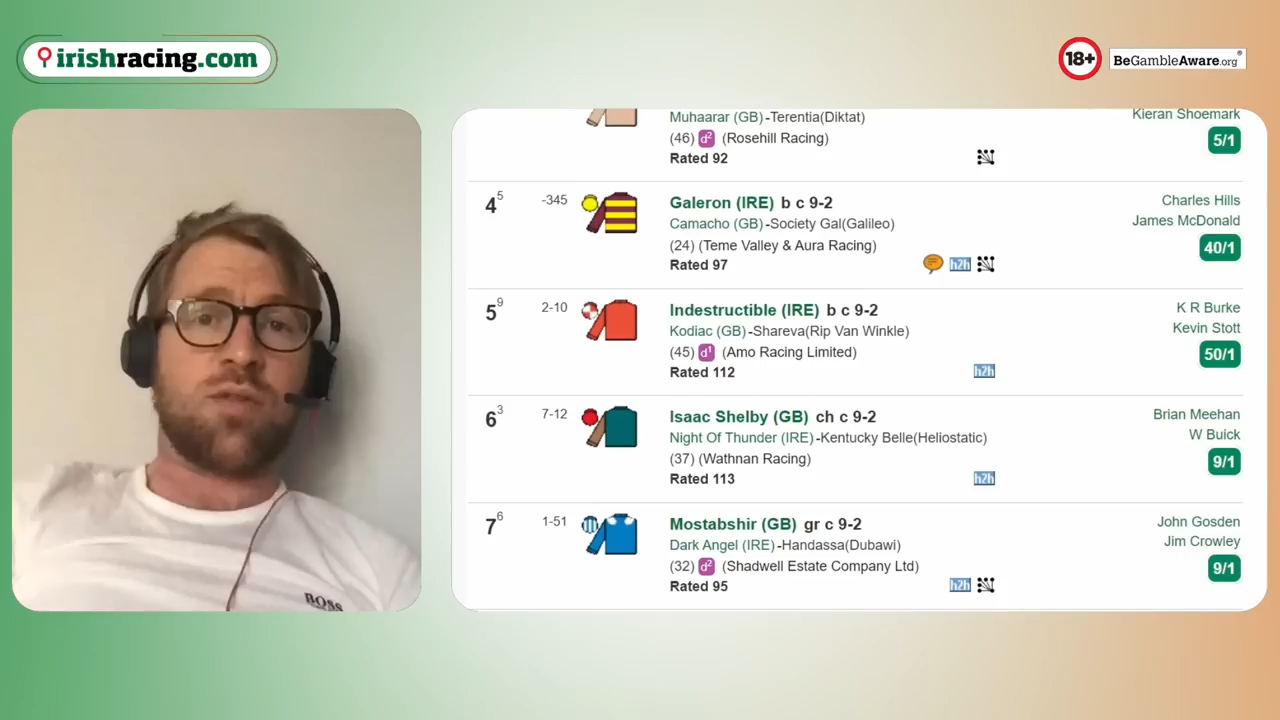 irishracing.com
18+
BeGambleAware.org®
Muhaarar (GB)-Terentia(Diktat)
Kieran Shoemark
(46) d² (Rosehill Racing)
5/1
Rated 92
4⁵ -345 Galeron (IRE) b c 9-2
Charles Hills
Camacho (GB)-Society Gal(Galileo)
James McDonald
(24) (Teme Valley & Aura Racing)
40/1
Rated 97
h2h
5⁹ 2-10 Indestructible (IRE) b c 9-2
K R Burke
Kodiac (GB)-Shareva(Rip Van Winkle)
Kevin Stott
(45) d¹ (Amo Racing Limited)
50/1
Rated 112
h2h
6³ 7-12 Isaac Shelby (GB) ch c 9-2
Brian Meehan
Night Of Thunder (IRE)-Kentucky Belle(Heliostatic)
W Buick
(37) (Wathnan Racing)
9/1
Rated 113
h2h
7⁶ 1-51 Mostabshir (GB) gr c 9-2
John Gosden
Dark Angel (IRE)-Handassa(Dubawi)
Jim Crowley
(32) d² (Shadwell Estate Company Ltd)
9/1
Rated 95
h2h
BOSS